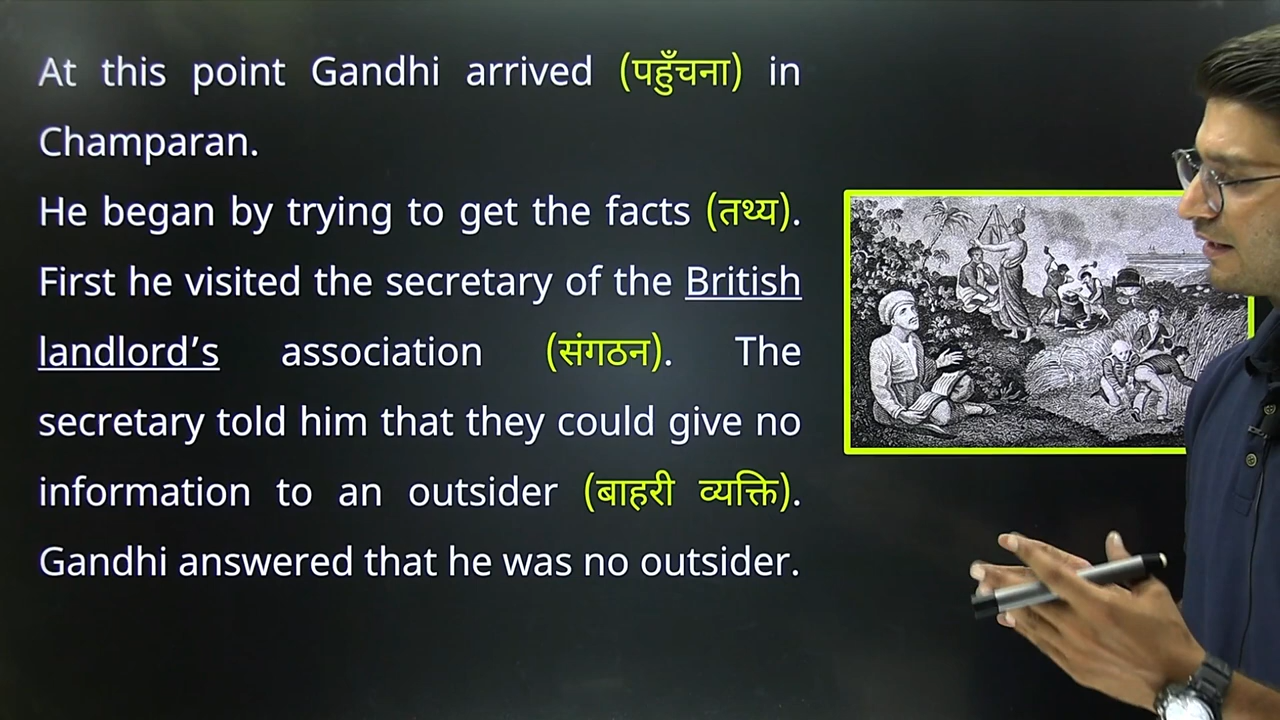 At this point Gandhi arrived (पहुँचना) in
Champaran.
He began by trying to get the facts (तथ्य).
First he visited the secretary of the British
landlord’s association (संगठन). The
secretary told him that they could give no
information to an outsider (बाहरी व्यक्ति).
Gandhi answered that he was no outsider.